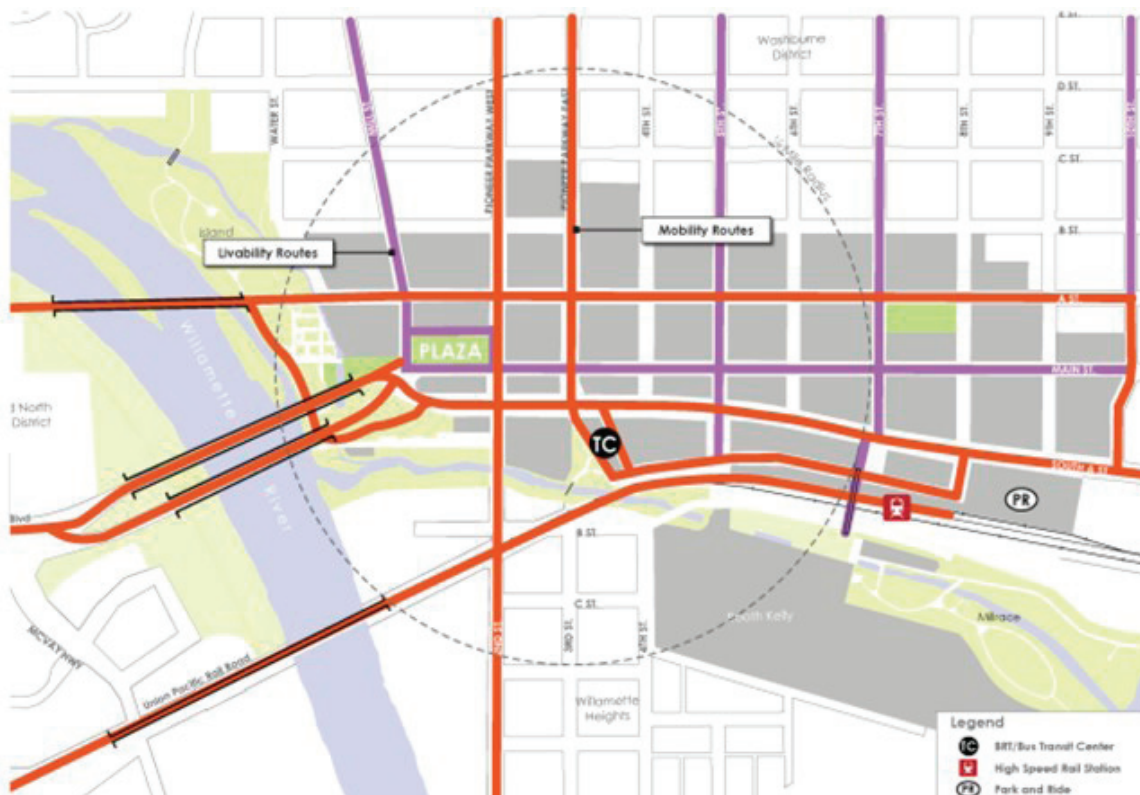 Washburne
District
D ST.
WATER ST.
MILL ST.
PIONEER PARKWAY WEST
PIONEER PARKWAY EAST
4TH ST.
5TH ST.
6TH ST.
7TH ST.
8TH ST.
9TH ST.
10TH ST.
C ST.
Mile Radius
Island
B ST.
Livability Routes
Mobility Routes
A ST.
Willamette
River
PLAZA
MAIN ST.
North
District
TC
SOUTH A ST.
PR
Blvd
B ST.
C ST.
2ND ST.
3RD ST.
4TH ST.
South Kelly
Millrace
MCVAY HWY
Union Pacific Rail Road
Willamette
Heights
Legend
TC BRT/Bus Transit Center
High Speed Rail Station
PR Park and Ride